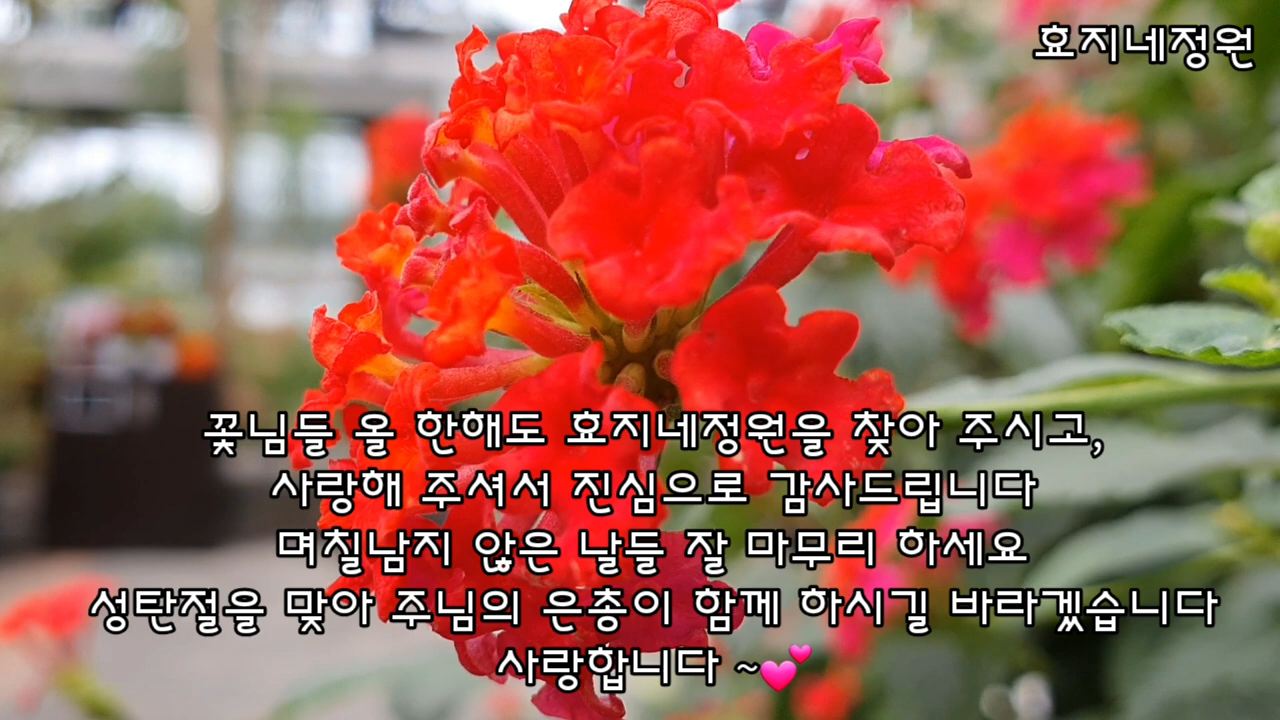 효지네정원
꽃님들 올 한해도 효지네정원을 찾아 주시고,
사랑해 주셔서 진심으로 감사드립니다
며칠남지 않은 날들 잘 마무리 하세요
성탄절을 맞아 주님의 은총이 함께 하시길 바라겠습니다
사랑합니다 ~💕